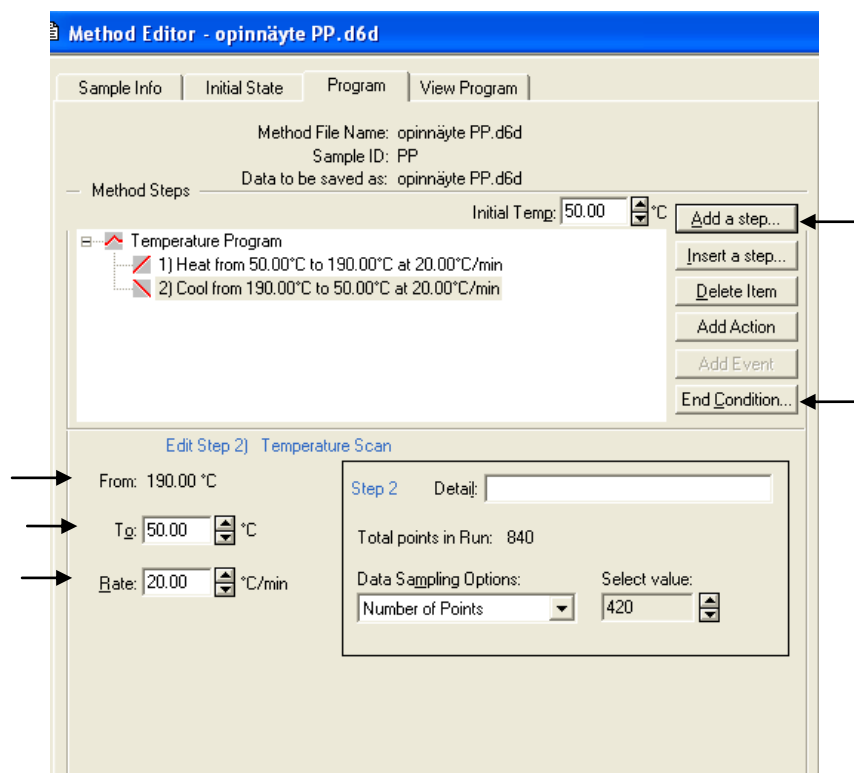 Method Editor - opinnäyte PP.d6d
Sample Info Initial State Program View Program
Method File Name: opinnäyte PP.d6d
Sample ID: PP
Data to be saved as: opinnäyte PP.d6d
Method Steps
Initial Temp: 50.00 °C
Add a step...
Temperature Program
Insert a step...
1) Heat from 50.00°C to 190.00°C at 20.00°C/min
2) Cool from 190.00°C to 50.00°C at 20.00°C/min
Delete Item
Add Action
Add Event
End Condition...
Edit Step 2) Temperature Scan
From: 190.00 °C
To: 50.00 °C
Rate: 20.00 °C/min
Step 2 Detail:
Total points in Run: 840
Data Sampling Options: Select value:
Number of Points 420